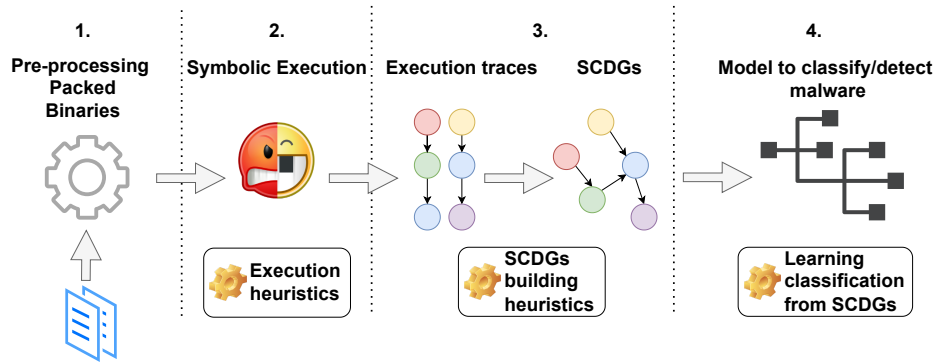 1.
Pre-processing
Packed
Binaries
2.
Symbolic Execution
Execution
heuristics
3.
Execution traces
SCDGs
SCDGs
building
heuristics
4.
Model to classify/detect
malware
Learning
classification
from SCDGs